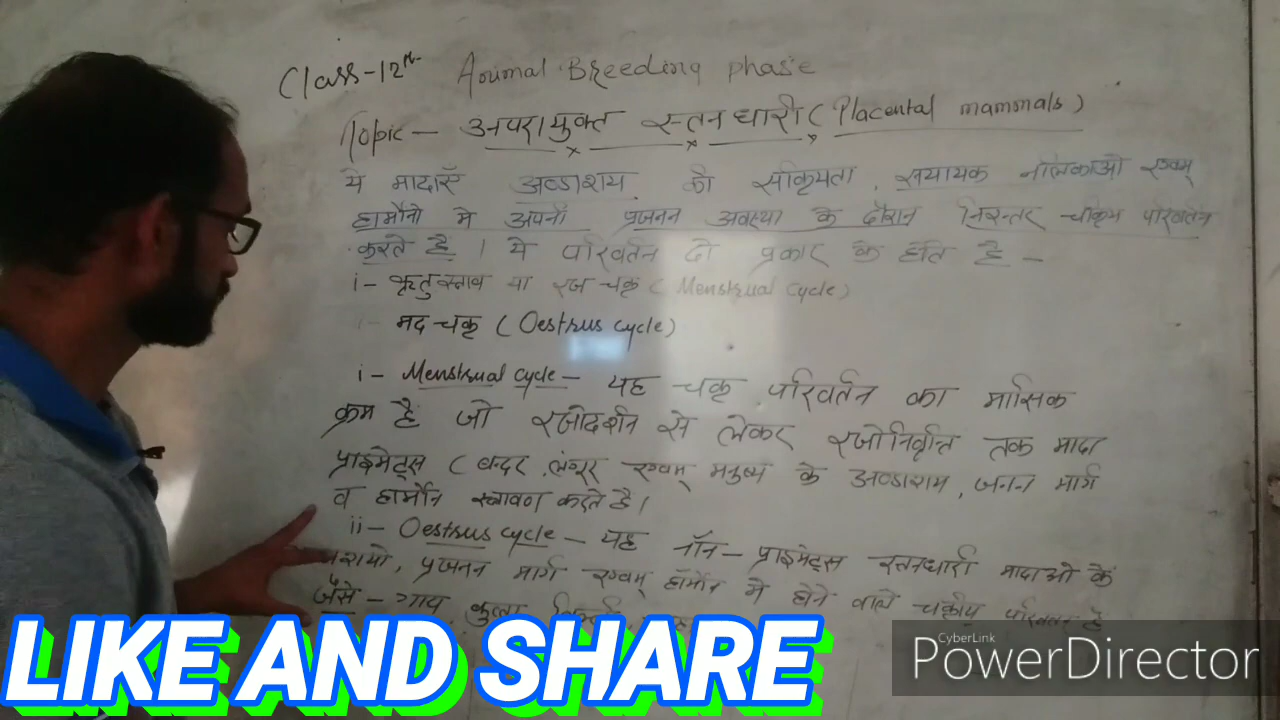 Class-12th Animal Breeding phase
Topic - अपरायुक्त स्तनधारी (Placental mammals)
ये मादाएँ अण्डाशय की सक्रियता, सहायक नलिकाओ एवम्
हार्मोनो मे अपनी प्रजनन अवस्था के दौरान निरन्तर चक्रिय परिवर्तन
करते है। ये परिवर्तन दो प्रकार के होते है -
i- ऋतुस्त्राव या रज चक्र (Menstrual Cycle)
मद चक्र (Oestrus cycle)
i- Menstrual cycle - यह चक्र परिवर्तन का मासिक
क्रम है जो रजोदर्शन से लेकर रजोनिर्वृत्ति तक मादा
प्राइमेट्स (बन्दर, लंगूर एवम् मनुष्य के अण्डाशय, जनन मार्ग
व हार्मोन स्त्रावण करते है।
ii- Oestrus cycle - यह नॉन-प्राइमेट्स स्तनधारी मादाओ के
प्रजनन मार्ग एवम् हॉर्मोन मे होने वाले चक्रीय परिवर्तन है
जैसे - गाय, कुत्ता
LIKE AND SHARE
CyberLink
PowerDirector